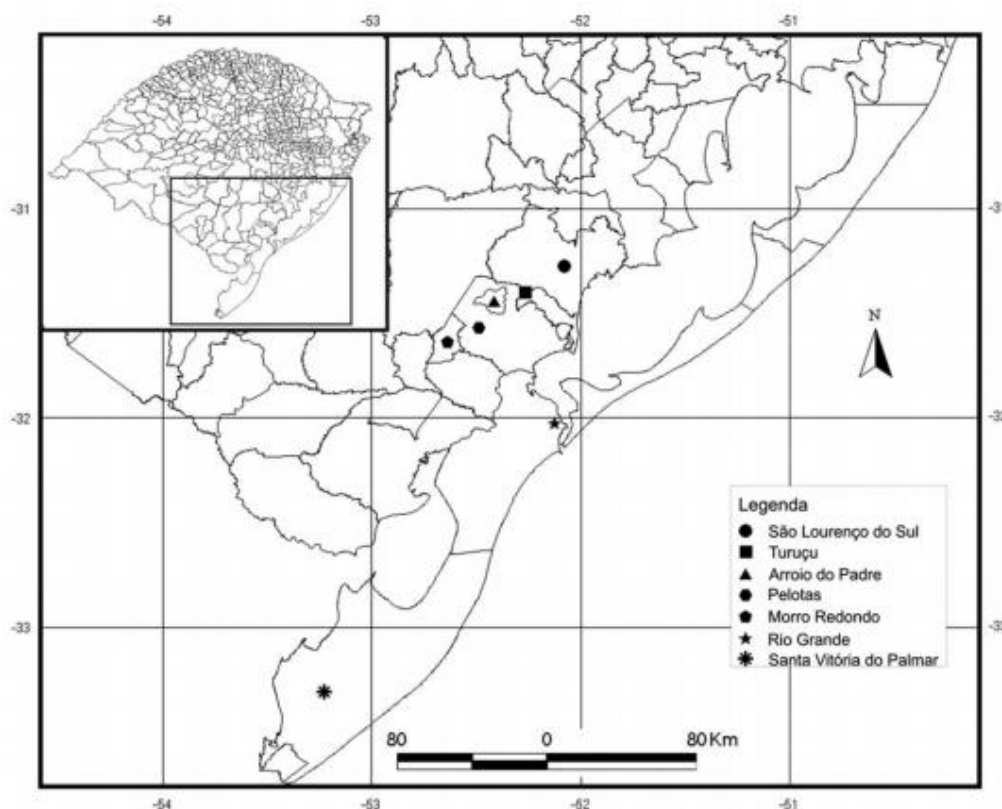 -54 -53 -52 -51
-31 -31
-32 -32
-33 -33
N
Legenda
São Lourenço do Sul
Turuçu
Arroio do Padre
Pelotas
Morro Redondo
Rio Grande
Santa Vitória do Palmar
80 0 80 Km
-54 -53 -52 -51